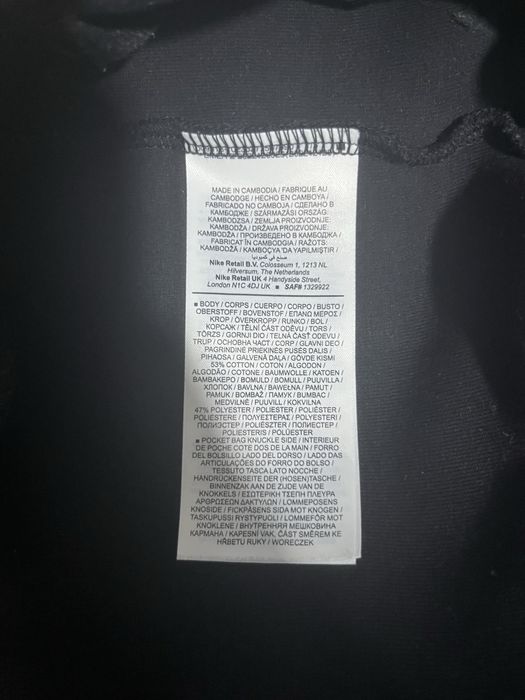 MADE IN CAMBODIA / FABRIQUE AU
CAMBODGE / HECHO EN CAMBOYA /
FABRICADO NO CAMBOJA / СДЕЛАНО В
КАМБОДЖЕ / SZÁRMAZÁSI ORSZÁG:
KAMBODZSA / ZEMLJA PROIZVODNJE:
KAMBODŽA / DRŽAVA PROIZVODNJE:
KAMBODŽA / ПРОИЗВЕДЕНО В КАМБОДЖА /
FABRICAT ÎN CAMBODGIA / RAŽOTS:
KAMBODŽĀ / KAMBOÇYA 'DA YAPILMIŞTIR /
صنع في كمبوديا
Nike Retail B.V. Colosseum 1, 1213 NL
Hilversum, The Netherlands
Nike Retail UK 4 Handyside Street,
London N1C 4DJ UK ■ SAF# 1329922
■ BODY / CORPS / CUERPO / CORPO / BUSTO /
OBERSTOFF / BOVENSTOF / ΕΠΑΝΩ ΜΕΡΟΣ /
KROP / ÖVERKROPP / RUNKO / BOL /
КОРСАЖ / TĚLNÍ ČÁST ODĚVU / TORS /
TÖRZS / GORNJI DIO / TELNÁ ČASŤ ODEVU /
TRUP / ОСНОВНА ЧАСТ / CORP / GLAVNI DEO /
PAGRINDINĖ PRIEKINĖS PUSĖS DALIS /
PIHAOSA / GALVENĀ DAĻA / GÖVDE KISMI
53% COTTON / COTON / ALGODON /
ALGODÃO / COTONE / BAUMWOLLE / KATOEN /
ΒΑΜΒΑΚΕΡΟ / BOMULD / BOMULL / PUUVILLA /
ХЛОПОК / BAVLNA / BAWEŁNA / PAMUT /
PAMUK / BOMBAŽ / ПАМУК / BUMBAC /
MEDVILNĖ / PUUVILL / KOKVILNA
47% POLYESTER / POLIESTER / POLIÉSTER /
POLIESTERE / ΠΟΛΥΕΣΤΕΡΑΣ / POLYESTERI /
ПОЛИЭСТЕР / POLIÉSZTER / ПОЛИЕСТЕР /
POLIESTERIS / POLÜESTER
■ POCKET BAG KNUCKLE SIDE / INTERIEUR
DE POCHE COTE DOS DE LA MAIN / FORRO
DEL BOLSILLO LADO DEL DORSO / LADO DAS
ARTICULAÇÕES DO FORRO DO BOLSO /
TESSUTO TASCA LATO NOCCHE /
HANDRÜCKENSEITE DER (HOSEN)TASCHE /
BINNENZAK AAN DE ZIJDE VAN DE
KNOKKELS / ΕΣΩΤΕΡΙΚΗ ΤΣΕΠΗ ΠΛΕΥΡΑ
ΑΡΘΡΩΣΕΩΝ ΔΑΚΤΥΛΩΝ / LOMMEPOSENS
KNOSIDE / FICKPÅSENS SIDA MOT KNOGEN /
TASKUPUSSI RYSTYPUOLI / LOMMEFÔR MOT
KNOKLENE / ВНУТРЕННЯЯ МЕШКОВИНА
КАРМАНА / KAPESNÍ VAK, ČÁST SMĚREM KE
HŘBETU RUKY / WORECZEK